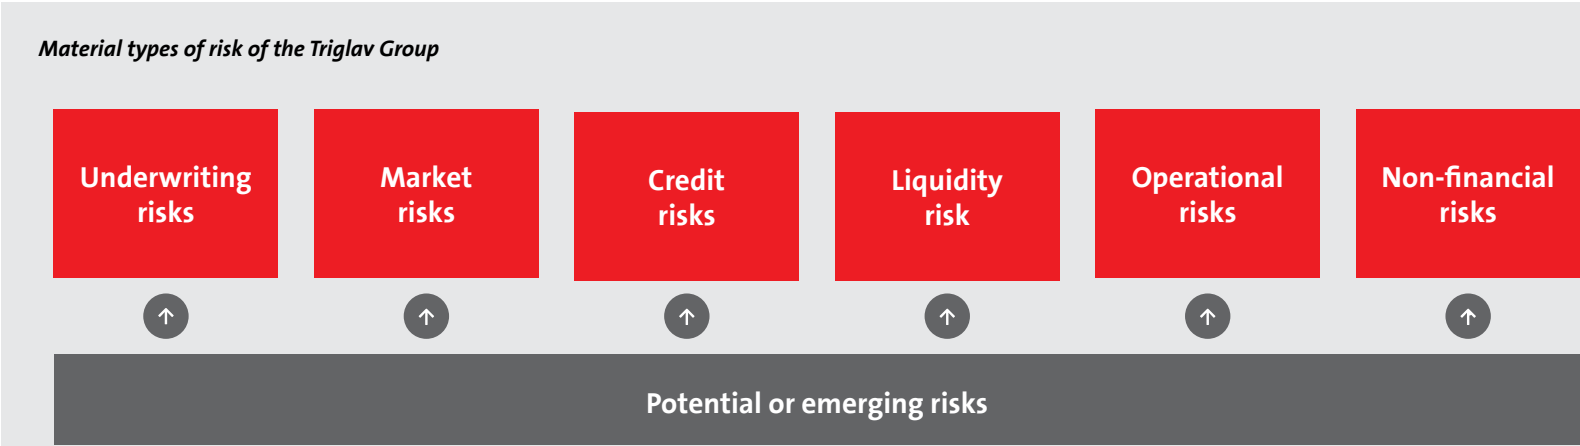 Material types of risk of the Triglav Group
Underwriting
risks
Market
risks
Credit
risks
Liquidity
risk
Operational
risks
Non-financial
risks
Potential or emerging risks